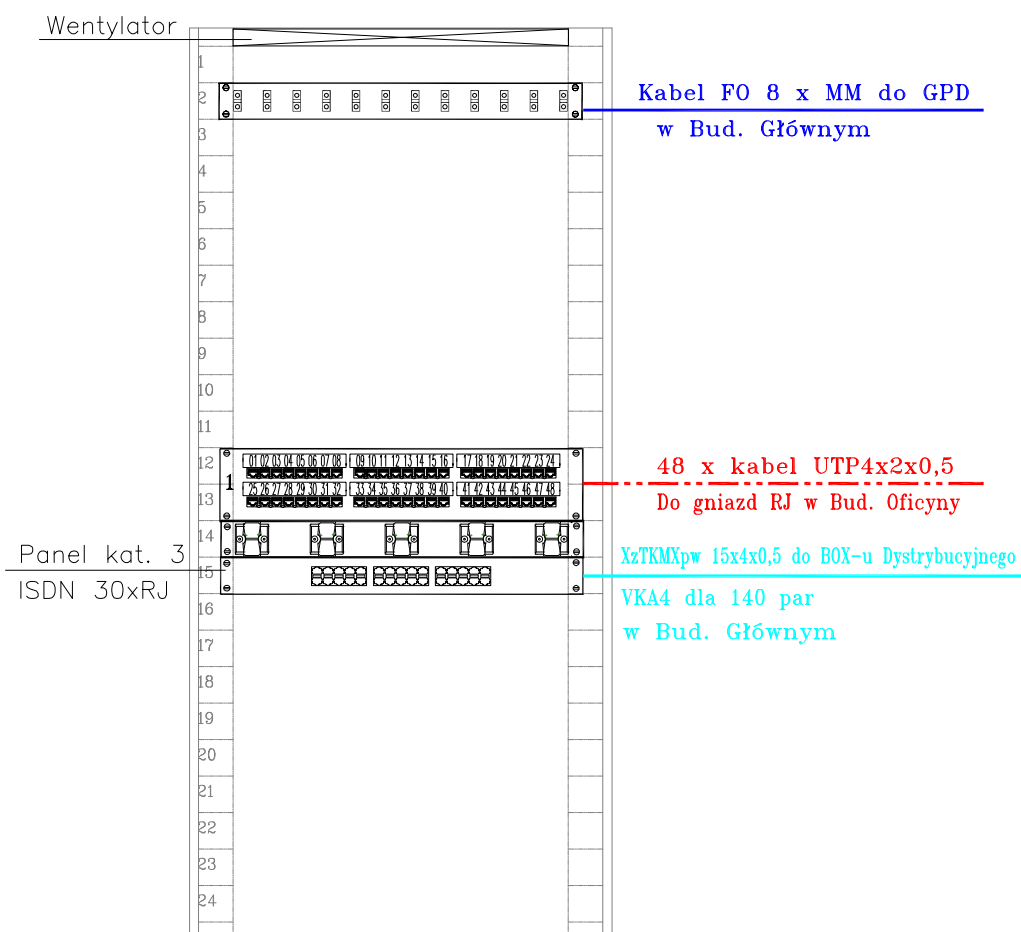 Wentylator
1
2
Kabel FO 8 x MM do GPD
w Bud. Głównym
3
4
5
6
7
8
9
10
11
12
01 02 03 04 05 06 07 08 09 10 11 12 13 14 15 16 17 18 19 20 21 22 23 24
1
48 x kabel UTP4x2x0,5
13
25 26 27 28 29 30 31 32 33 34 35 36 37 38 39 40 41 42 43 44 45 46 47 48
Do gniazd RJ w Bud. Oficyny
14
Panel kat. 3
ISDN 30xRJ
15
XzTKMXpw 15x4x0,5 do BOX-u Dystrybucyjnego
VKA4 dla 140 par
w Bud. Głównym
16
17
18
19
20
21
22
23
24